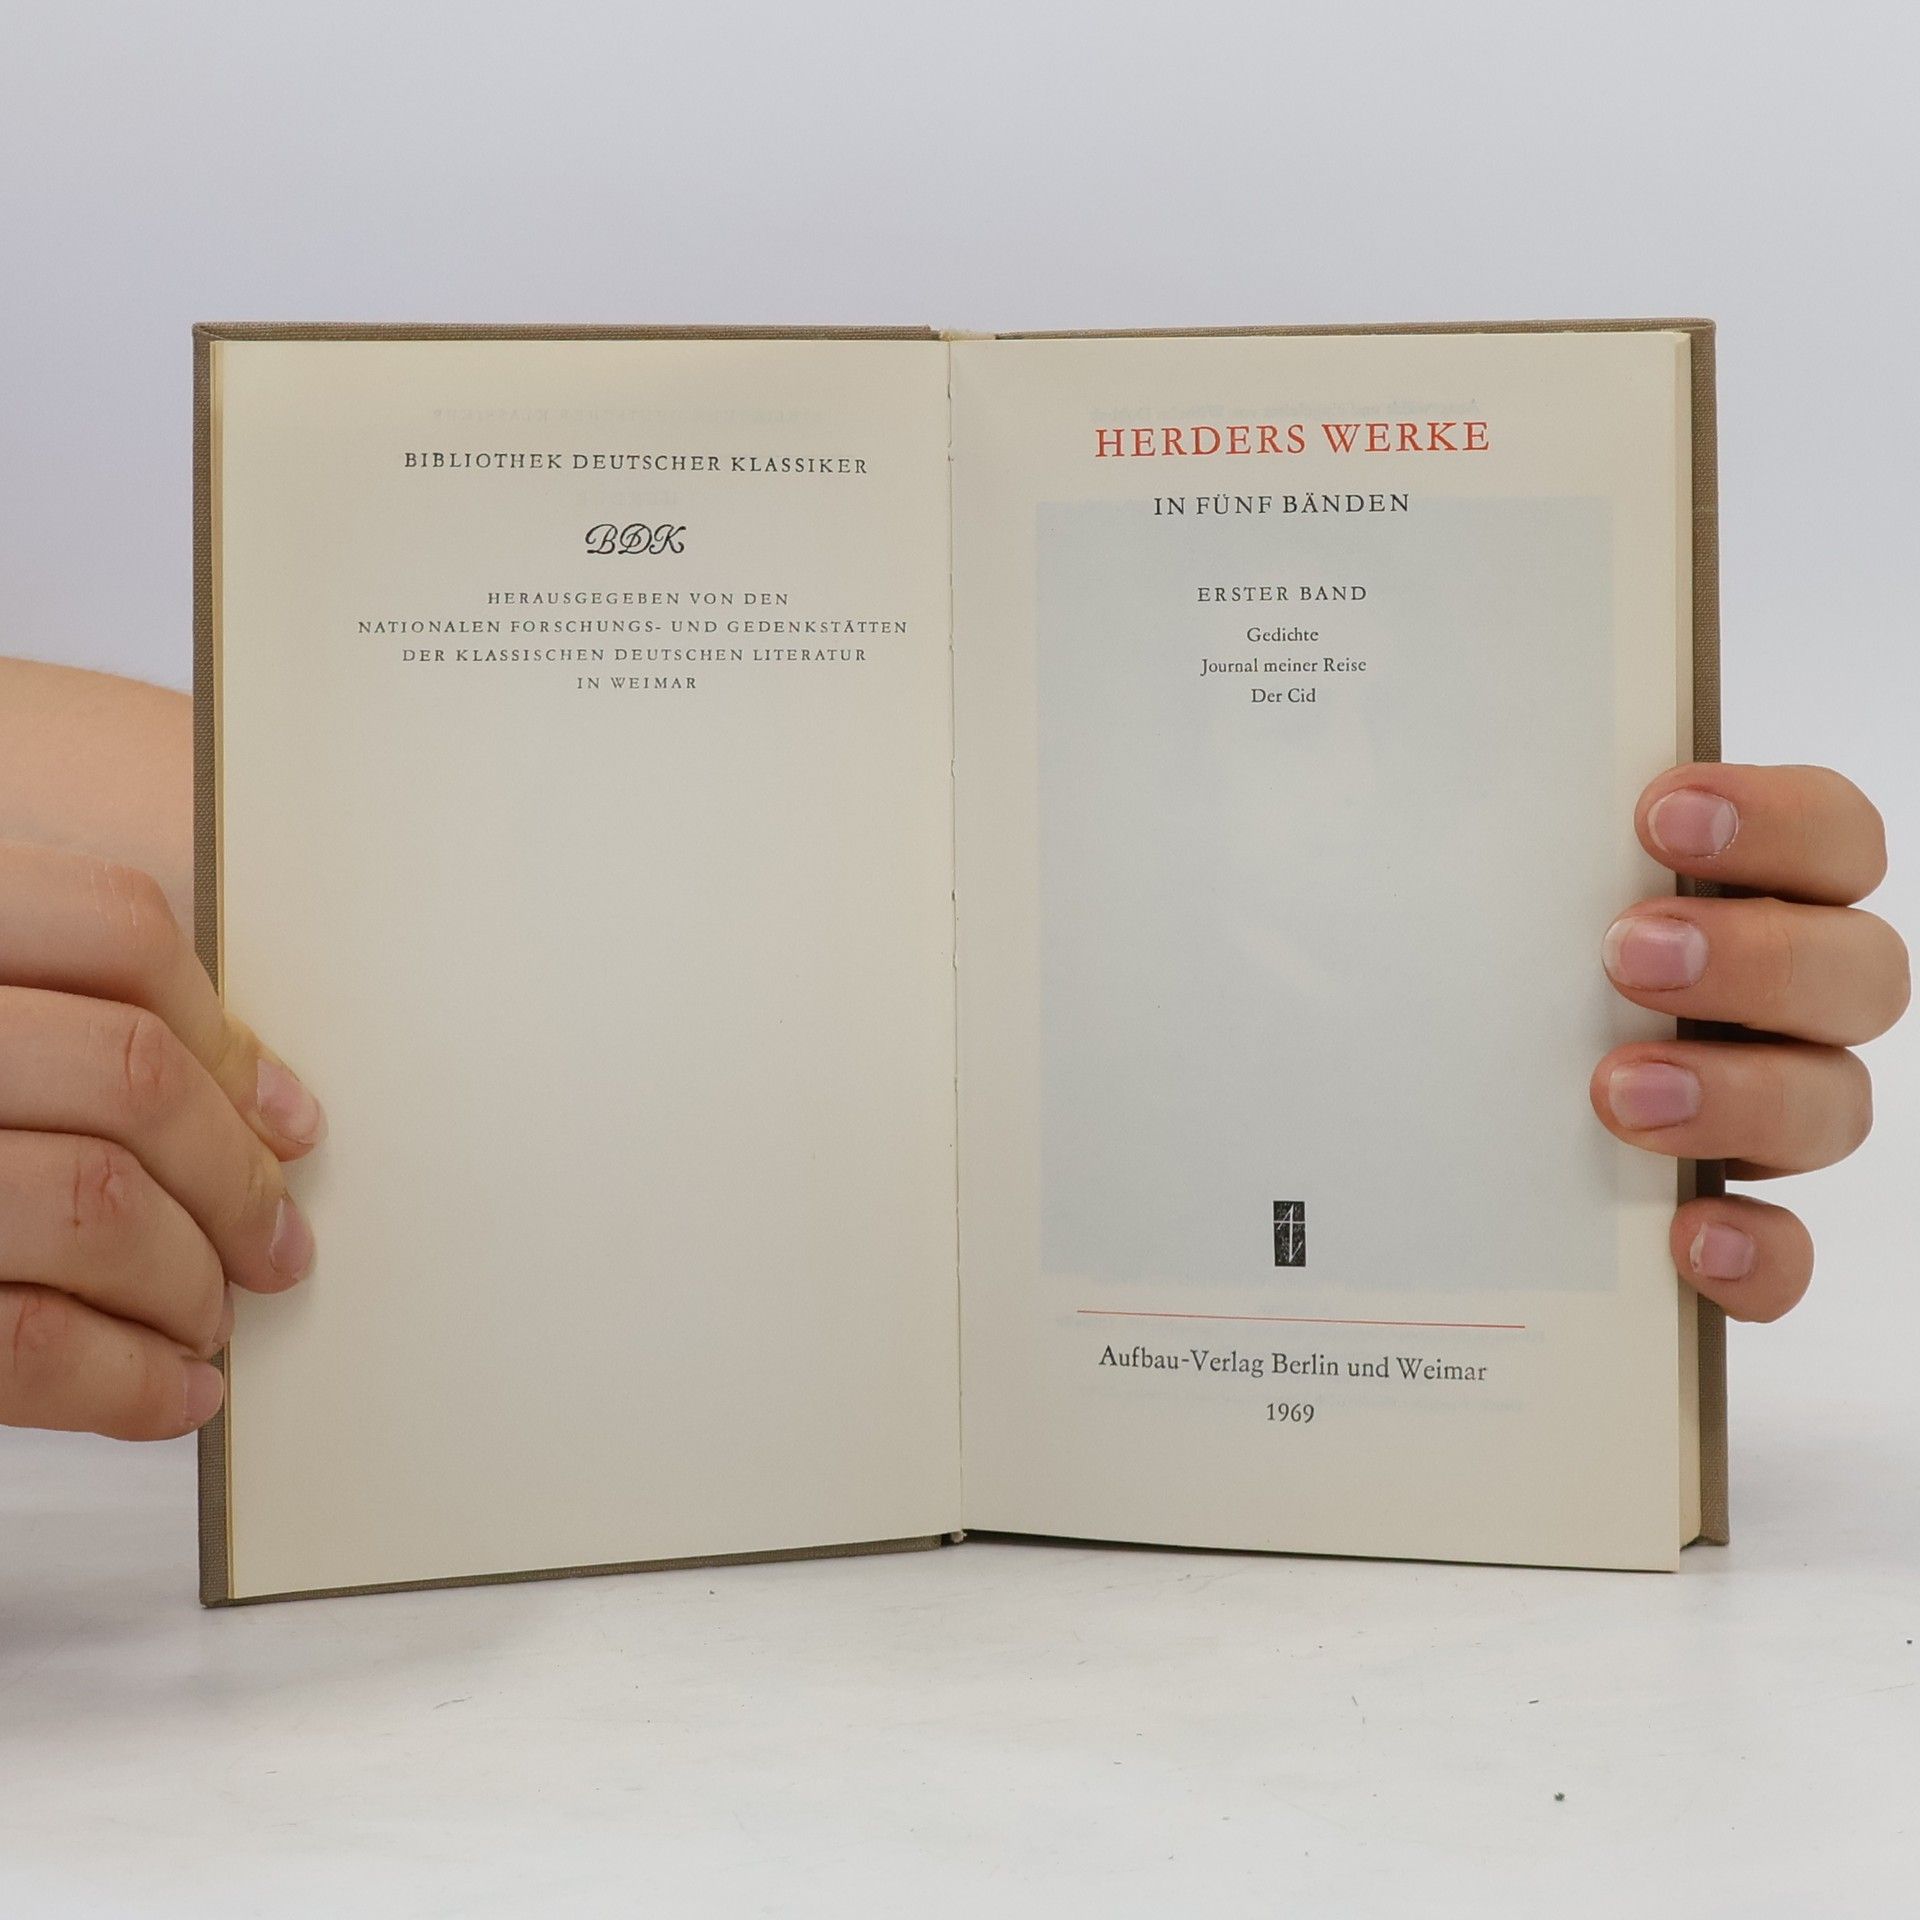 BIBLIOTHEK DEUTSCHER KLASSIKER
BDK
HERAUSGEGEBEN VON DEN
NATIONALEN FORSCHUNGS- UND GEDENKSTÄTTEN
DER KLASSISCHEN DEUTSCHEN LITERATUR
IN WEIMAR
HERDERS WERKE
IN FÜNF BÄNDEN
ERSTER BAND
Gedichte
Journal meiner Reise
Der Cid
Aufbau-Verlag Berlin und Weimar
1969